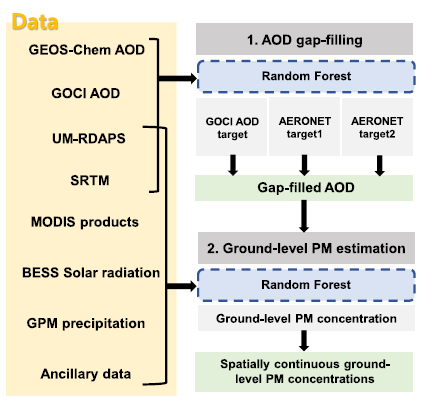 Data
GEOS-Chem AOD
GOCI AOD
UM-RDAPS
SRTM
MODIS products
BESS Solar radiation
GPM precipitation
Ancillary data
1. AOD gap-filling
Random Forest
GOCI AOD
target
AERONET
target1
AERONET
target2
Gap-filled AOD
2. Ground-level PM estimation
Random Forest
Ground-level PM concentration
Spatially continuous ground-
level PM concentrations